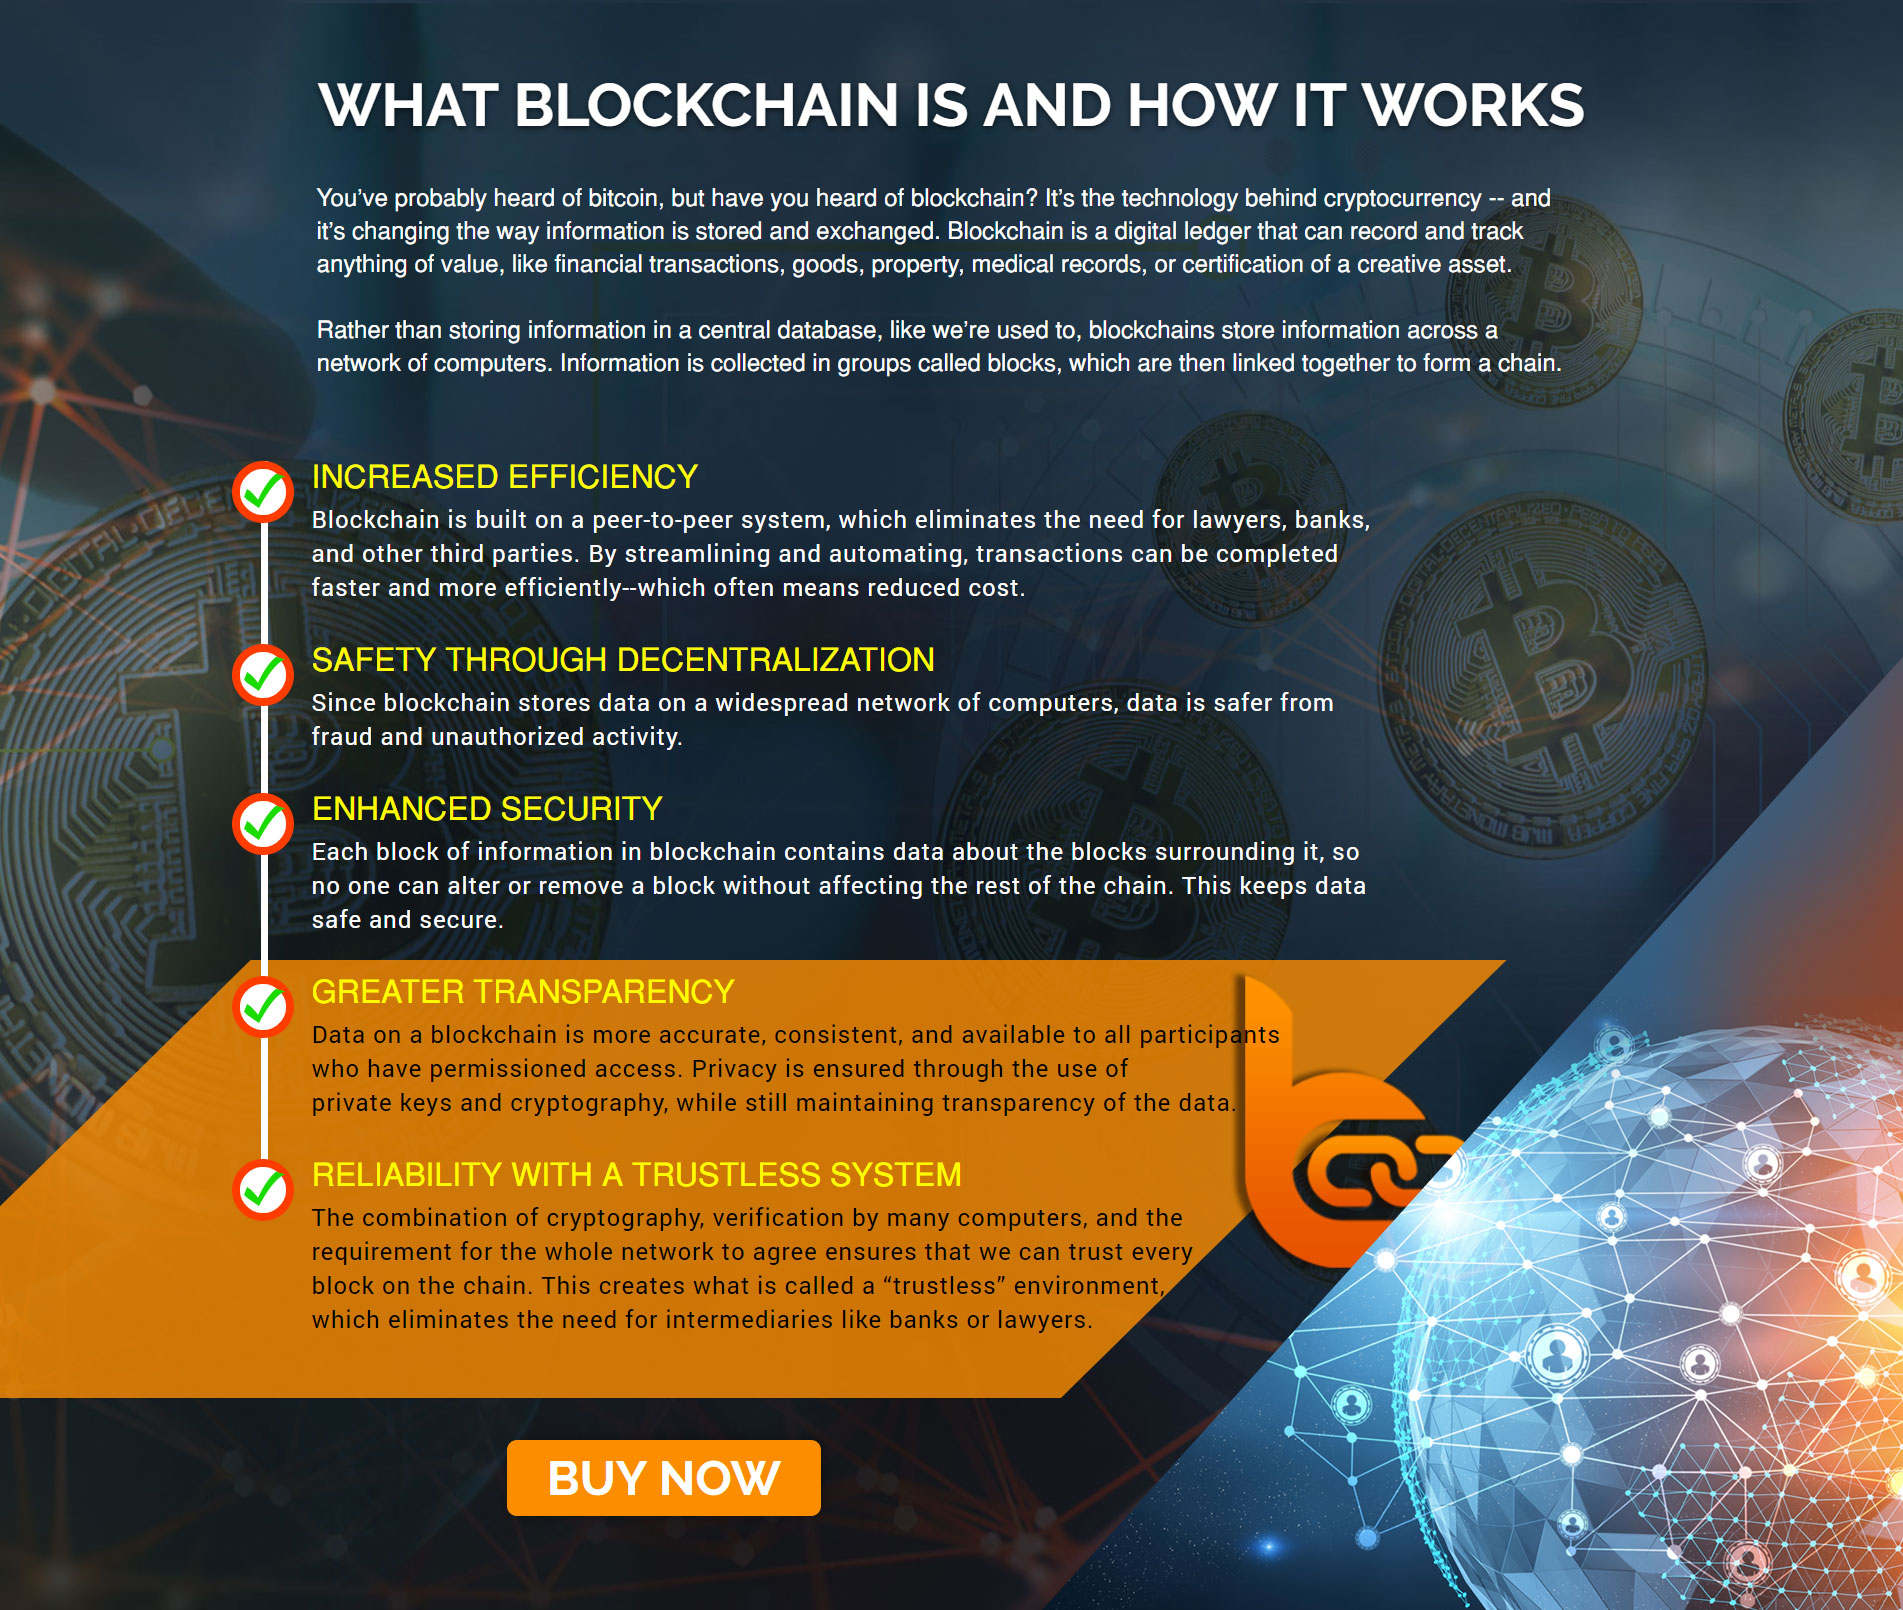 WHAT BLOCKCHAIN IS AND HOW IT WORKS
You’ve probably heard of bitcoin, but have you heard of blockchain? It’s the technology behind cryptocurrency -- and
it’s changing the way information is stored and exchanged. Blockchain is a digital ledger that can record and track
anything of value, like financial transactions, goods, property, medical records, or certification of a creative asset.
Rather than storing information in a central database, like we’re used to, blockchains store information across a
network of computers. Information is collected in groups called blocks, which are then linked together to form a chain.
INCREASED EFFICIENCY
Blockchain is built on a peer-to-peer system, which eliminates the need for lawyers, banks,
and other third parties. By streamlining and automating, transactions can be completed
faster and more efficiently--which often means reduced cost.
SAFETY THROUGH DECENTRALIZATION
Since blockchain stores data on a widespread network of computers, data is safer from
fraud and unauthorized activity.
ENHANCED SECURITY
Each block of information in blockchain contains data about the blocks surrounding it, so
no one can alter or remove a block without affecting the rest of the chain. This keeps data
safe and secure.
GREATER TRANSPARENCY
Data on a blockchain is more accurate, consistent, and available to all participants
who have permissioned access. Privacy is ensured through the use of
private keys and cryptography, while still maintaining transparency of the data.
RELIABILITY WITH A TRUSTLESS SYSTEM
The combination of cryptography, verification by many computers, and the
requirement for the whole network to agree ensures that we can trust every
block on the chain. This creates what is called a “trustless” environment,
which eliminates the need for intermediaries like banks or lawyers.
BUY NOW